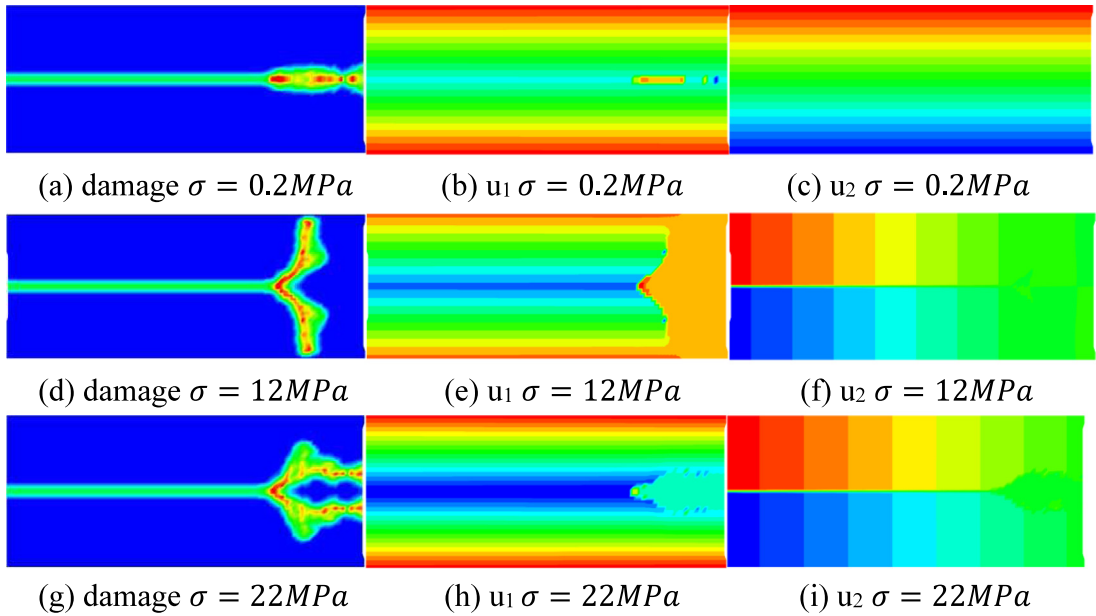 (a) damage σ = 0.2MPa (b) u₁ σ = 0.2MPa (c) u₂ σ = 0.2MPa
(d) damage σ = 12MPa (e) u₁ σ = 12MPa (f) u₂ σ = 12MPa
(g) damage σ = 22MPa (h) u₁ σ = 22MPa (i) u₂ σ = 22MPa